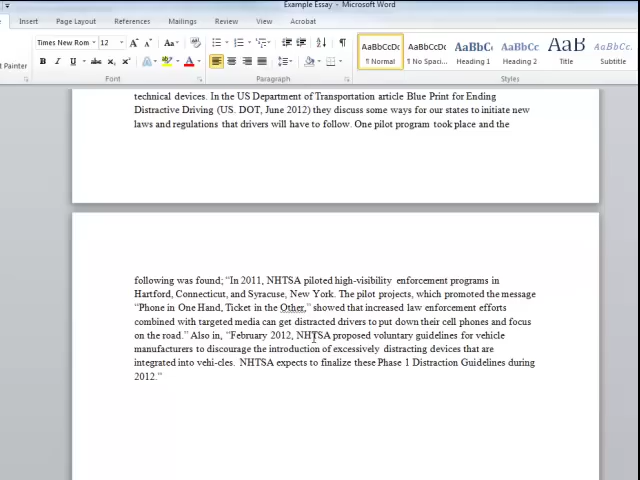 Example Essay - Microsoft Word
Insert Page Layout References Mailings Review View Acrobat
Times New Rom 12
AaBbCcDc AaBbCcDc AaBbCc AaBbCc AaB AaBbCc
¶ Normal ¶ No Spaci... Heading 1 Heading 2 Title Subtitle
Painter
Font Paragraph Styles
technical devices. In the US Department of Transportation article Blue Print for Ending
Distractive Driving (US. DOT, June 2012) they discuss some ways for our states to initiate new
laws and regulations that drivers will have to follow. One pilot program took place and the
following was found; “In 2011, NHTSA piloted high-visibility enforcement programs in
Hartford, Connecticut, and Syracuse, New York. The pilot projects, which promoted the message
“Phone in One Hand, Ticket in the Other,” showed that increased law enforcement efforts
combined with targeted media can get distracted drivers to put down their cell phones and focus
on the road.” Also in, “February 2012, NHTSA proposed voluntary guidelines for vehicle
manufacturers to discourage the introduction of excessively distracting devices that are
integrated into vehi-cles. NHTSA expects to finalize these Phase 1 Distraction Guidelines during
2012.”